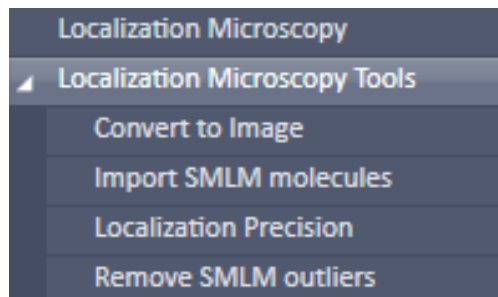 Localization Microscopy
Localization Microscopy Tools
Convert to Image
Import SMLM molecules
Localization Precision
Remove SMLM outliers